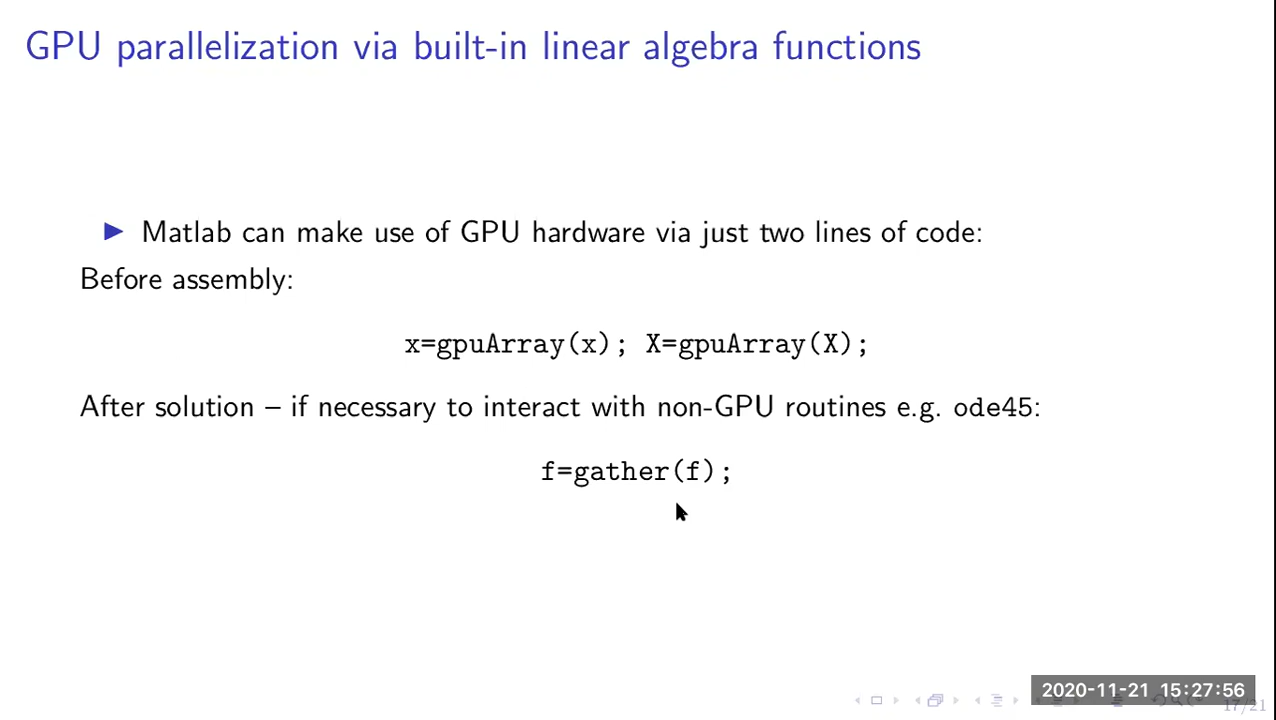 GPU parallelization via built-in linear algebra functions
▶ Matlab can make use of GPU hardware via just two lines of code:
Before assembly:
x=gpuArray(x); X=gpuArray(X);
After solution – if necessary to interact with non-GPU routines e.g. ode45:
f=gather(f);
2020-11-21 15:27:56
17/21